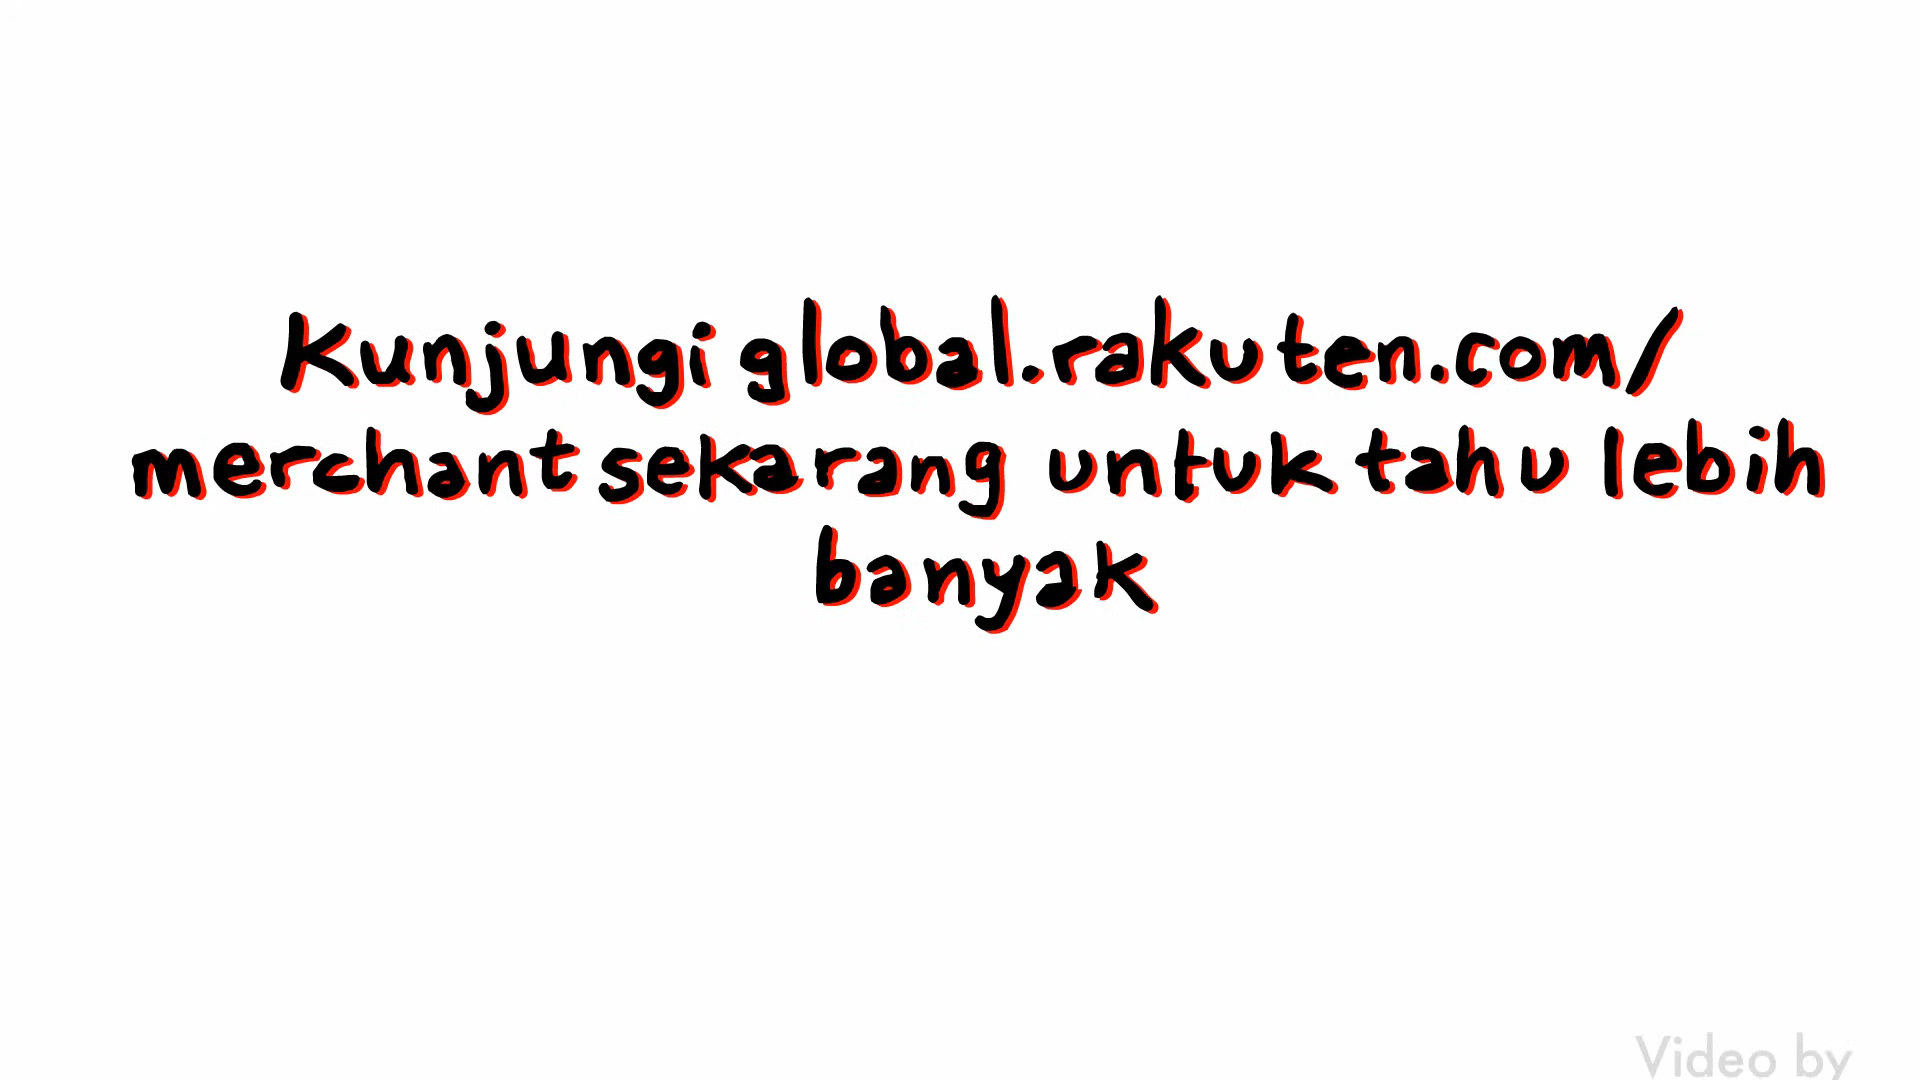 Kunjungi global.rakuten.com/
merchant sekarang untuk tahu lebih
banyak
Video by